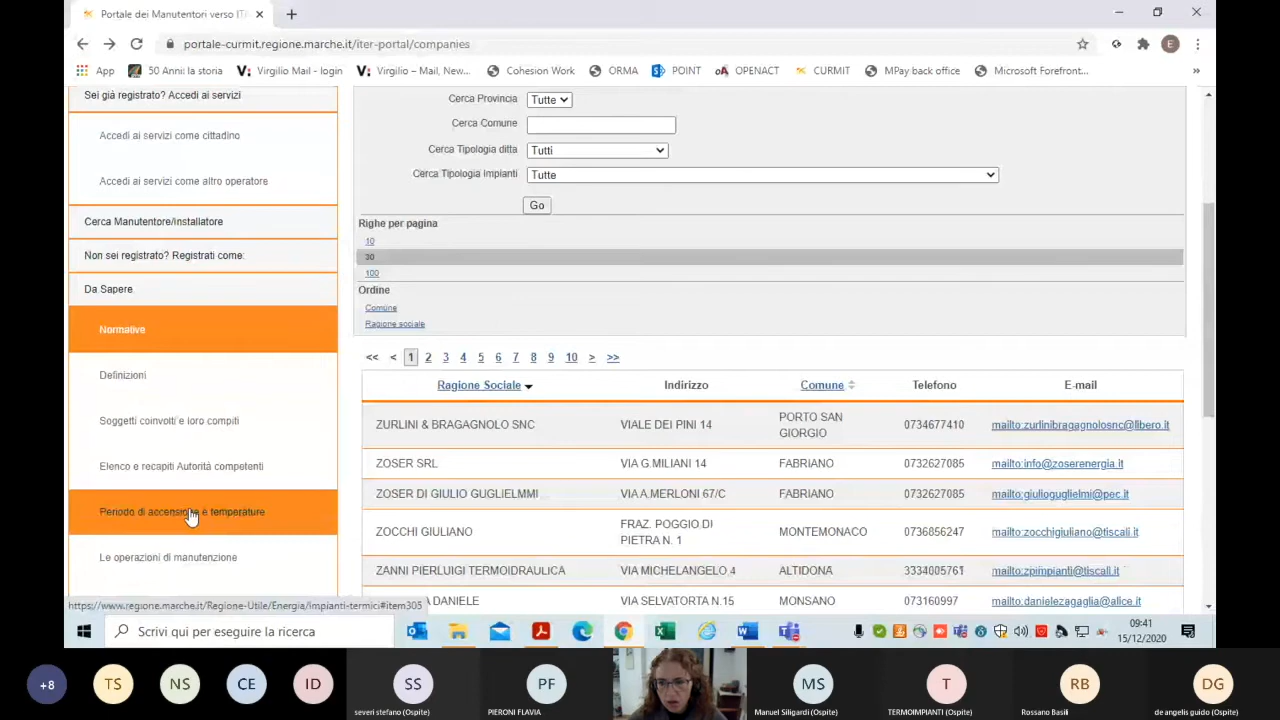 Portale dei Manutentori verso (Tr
portale-curmit.regione.marche.it/iter-portal/companies
E
App
50 Annii: la storia
Virgilio Mail - login
Virgilio – Mail, New...
Cohesion Work
ORMA
POINT
OPENACT
CURMIT
MPay back office
Microsoft Forefront...
»
Sei già registrato? Accedi ai servizi
Accedi ai servizi come cittadino
Accedi ai servizi come altro operatore
Cerca Manutentore/installatore
Non sei registrato? Registrati come:
Da Sapere
Normative
Definizioni
Soggetti coinvolti e loro compiti
Elenco e recapiti Autorità competenti
Periodo di accensione e temperature
Le operazioni di manutenzione
https://www.regione.marche.it/Regione-Utile/Energia/impianti-termici#item305
Cerca Provincia Tutte
Cerca Comune
Cerca Tipologia ditta Tutti
Cerca Tipologia Impianti Tutte
Go
Righe per pagina
10
30
100
Ordine
Comune
Ragione sociale
<< < 1 2 3 4 5 6 7 8 9 10 > >>
Ragione Sociale Indirizzo Comune Telefono E-mail
ZURLINI & BRAGAGNOLO SNC VIALE DEI PINI 14 PORTO SAN GIORGIO 0734677410 mailto:zurlinibragagnolosnc@libero.it
ZOSER SRL VIA G.MILIANI 14 FABRIANO 0732627085 mailto:info@zoserenergia.it
ZOSER DI GIULIO GUGLIELMMI VIA A.MERLONI 67/C FABRIANO 0732627085 mailto:giulioguglielmi@pec.it
ZOCCHI GIULIANO FRAZ. POGGIO DI PIETRA N. 1 MONTEMONACO 0736856247 mailto:zocchigiuliano@tiscali.it
ZANNI PIERLUIGI TERMOIDRAULICA VIA MICHELANGELO 4 ALTIDONA 3334005761 mailto:zpimpianti@tiscali.it
A DANIELE VIA SELVATORTA N.15 MONSANO 073160997 mailto:danielezagaglia@alice.it
Scrivi qui per eseguire la ricerca
09:41
15/12/2020
+8
TS
NS
CE
ID
SS
severi stefano (Ospite)
PF
PIERONI FLAVIA
MS
Manuel Siligardi (Ospite)
T
TERMOIMPIANTI (Ospite)
RB
Rossano Basili
DG
de angelis guido (Ospite)